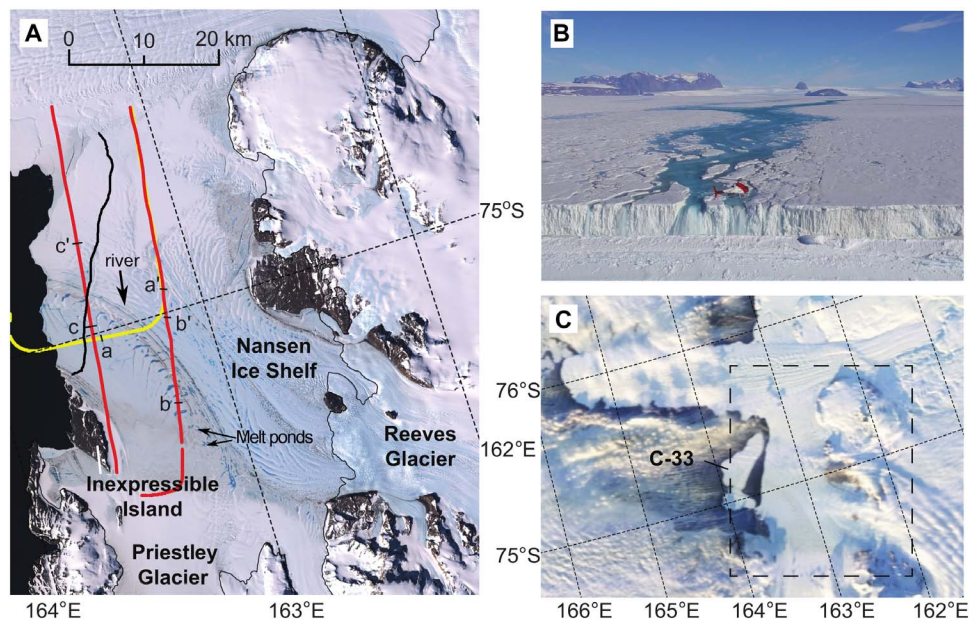 A
0 10 20 km
c'
river
a'
c
a
b'
75°S
Nansen
Ice Shelf
b
Melt ponds
Reeves
Glacier
Inexpressible
Island
Priestley
Glacier
164°E 163°E
B
C
76°S
162°E
C-33
75°S
166°E 165°E 164°E 163°E 162°E